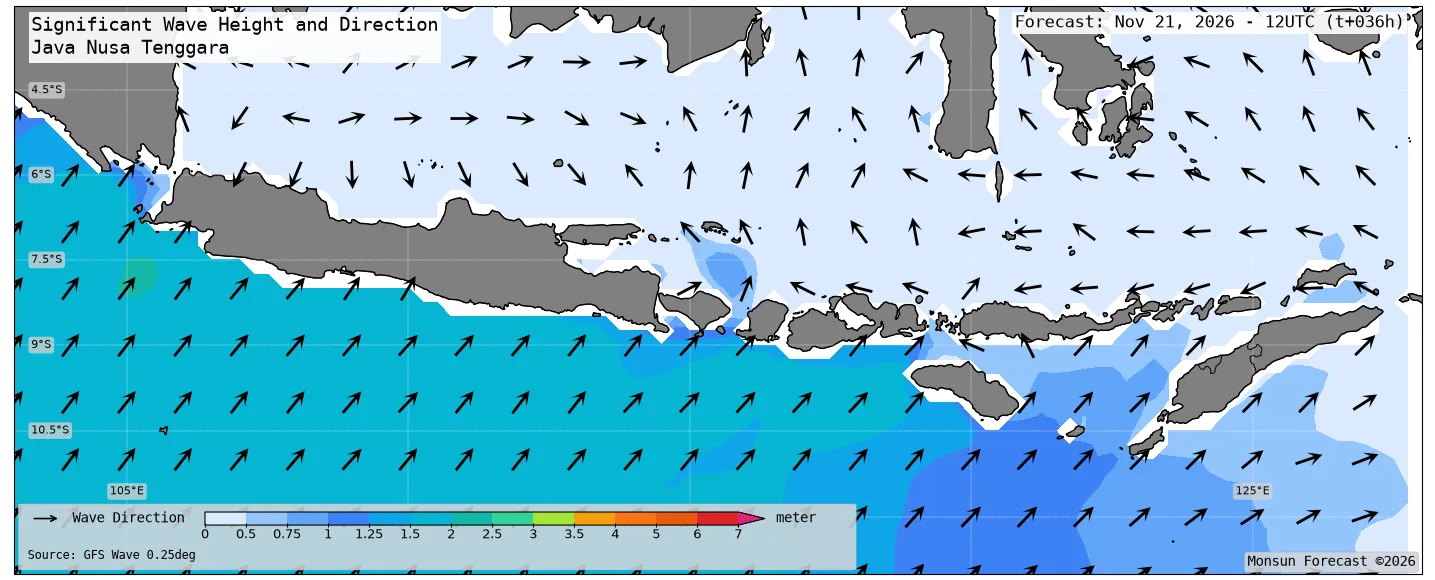 Significant Wave Height and Direction
Java Nusa Tenggara
Forecast: Nov 21, 2026 - 12UTC (t+036h)
4.5°S
6°S
7.5°S
9°S
10.5°S
105°E
125°E
Wave Direction
0 0.5 0.75 1 1.25 1.5 2 2.5 3 3.5 4 5 6 7
meter
Source: GFS Wave 0.25deg
Monsun Forecast ©2026